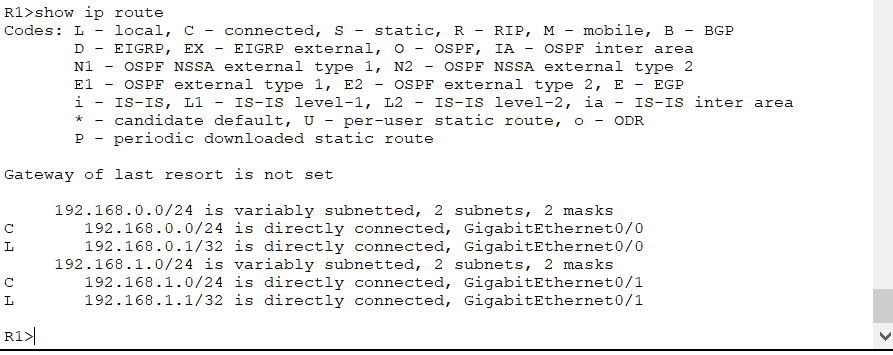 R1>show ip route
Codes: L - local, C - connected, S - static, R - RIP, M - mobile, B - BGP
       D - EIGRP, EX - EIGRP external, O - OSPF, IA - OSPF inter area
       N1 - OSPF NSSA external type 1, N2 - OSPF NSSA external type 2
       E1 - OSPF external type 1, E2 - OSPF external type 2, E - EGP
       i - IS-IS, L1 - IS-IS level-1, L2 - IS-IS level-2, ia - IS-IS inter area
       * - candidate default, U - per-user static route, o - ODR
       P - periodic downloaded static route

Gateway of last resort is not set

     192.168.0.0/24 is variably subnetted, 2 subnets, 2 masks
C       192.168.0.0/24 is directly connected, GigabitEthernet0/0
L       192.168.0.1/32 is directly connected, GigabitEthernet0/0
     192.168.1.0/24 is variably subnetted, 2 subnets, 2 masks
C       192.168.1.0/24 is directly connected, GigabitEthernet0/1
L       192.168.1.1/32 is directly connected, GigabitEthernet0/1

R1>